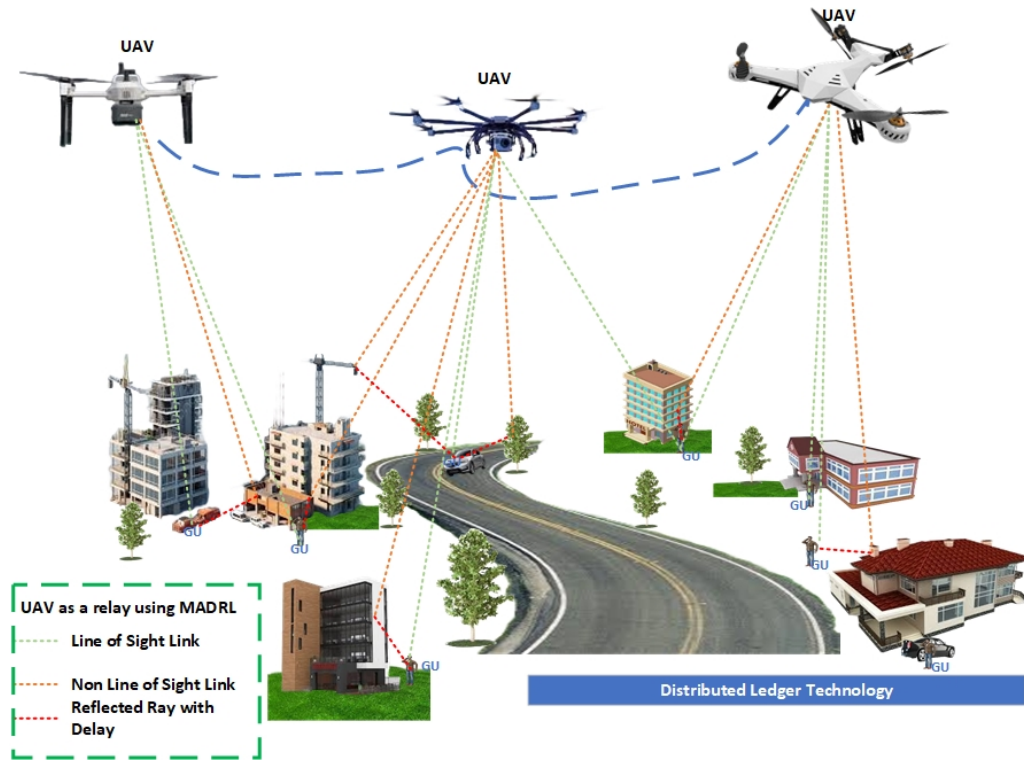 UAV
UAV
UAV
GU
GU
GU
GU
GU
GU
GU
UAV as a relay using MADRL
Line of Sight Link
Non Line of Sight Link
Reflected Ray with
Delay
Distributed Ledger Technology